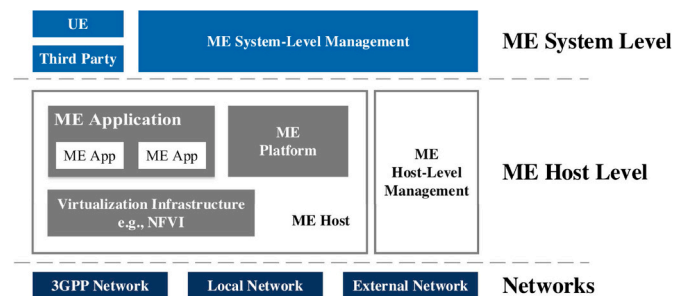 UE
Third Party
ME System-Level Management
ME System Level
ME Application
ME App
ME App
ME
Platform
Virtualization Infrastructure
e.g., NFVI
ME Host
ME
Host-Level
Management
ME Host Level
3GPP Network
Local Network
External Network
Networks